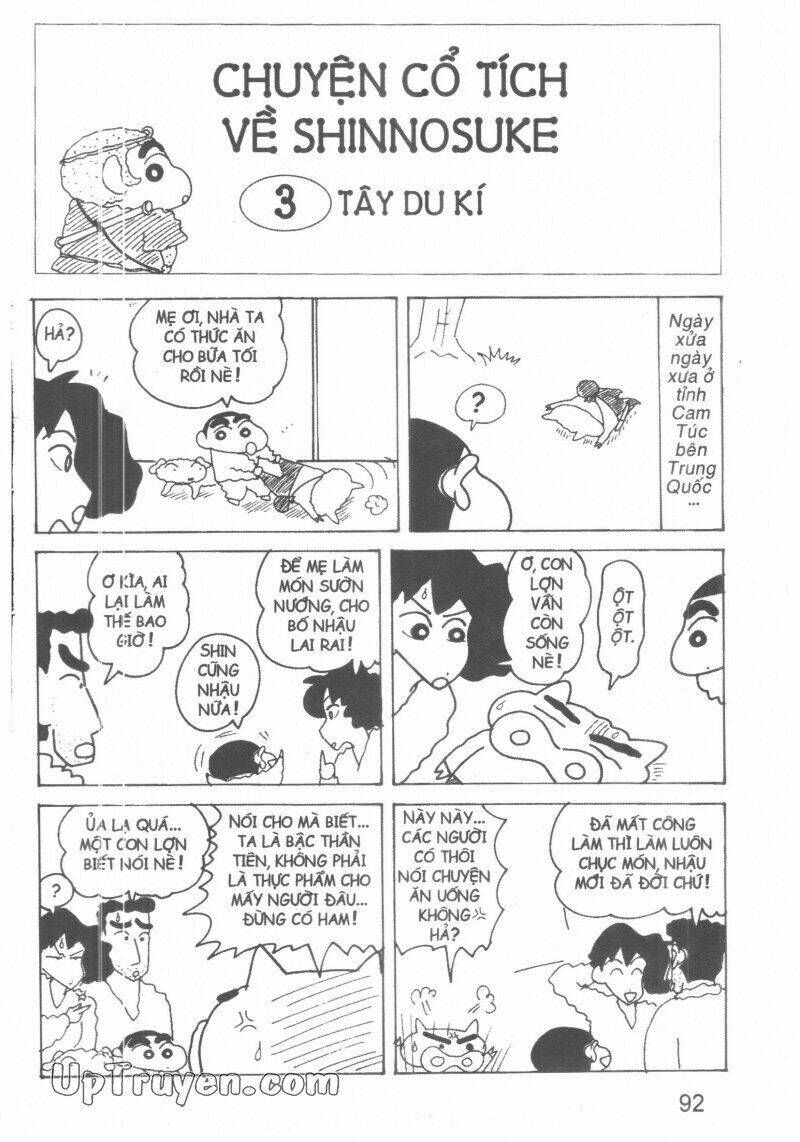 CHUYỆN CỔ TÍCH
VỀ SHINNOSUKE
3 TÂY DU KÍ
Ngày
xửa
ngày
xưa ở
tỉnh
Cam
Túc
bên
Trung
Quốc
...
?
MẸ ƠI, NHÀ TA
CÓ THỨC ĂN
CHO BỮA TỐI
RỒI NÈ!
HẢ?
ỘT
ỘT
ỘT.
Ơ, CON
LỢN
VẪN
CÒN
SỐNG
NÈ!
ĐỂ MẸ LÀM
MÓN SƯỜN
NƯỚNG, CHO
BỐ NHẬU
LAI RAI!
SHIN
CŨNG
NHẬU
NỮA!
Ơ KÌA, AI
LẠI LÀM
THẾ BAO
GIỜ!
ĐÃ MẤT CÔNG
LÀM THÌ LÀM LUÔN
CHỤC MÓN, NHẬU
MỚI ĐÃ ĐỜI CHỨ!
NÀY NÀY...
CÁC NGƯƠI
CÓ THÔI
NÓI CHUYỆN
ĂN UỐNG
KHÔNG
HẢ?
NÓI CHO MÀ BIẾT...
TA LÀ BẬC THẦN
TIÊN, KHÔNG PHẢI
LÀ THỰC PHẨM CHO
MẤY NGƯỜI ĐÂU...
ĐỪNG CÓ HAM!
ỦA LẠ QUÁ...
MỘT CON LỢN
BIẾT NÓI NÈ!
?
UpTruyen.com
92